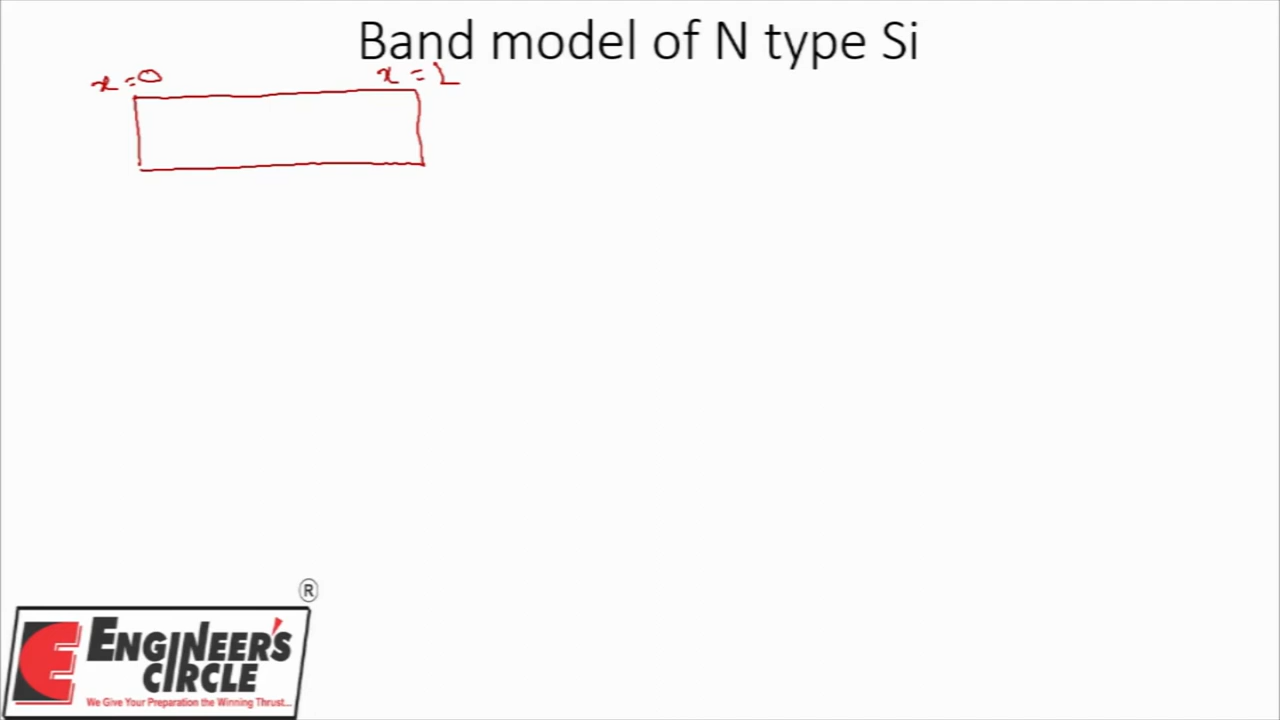 Band model of N type Si
x = 0
x = L
®
ENGINEER'S
CIRCLE
We Give Your Preparation the Winning Thrust...